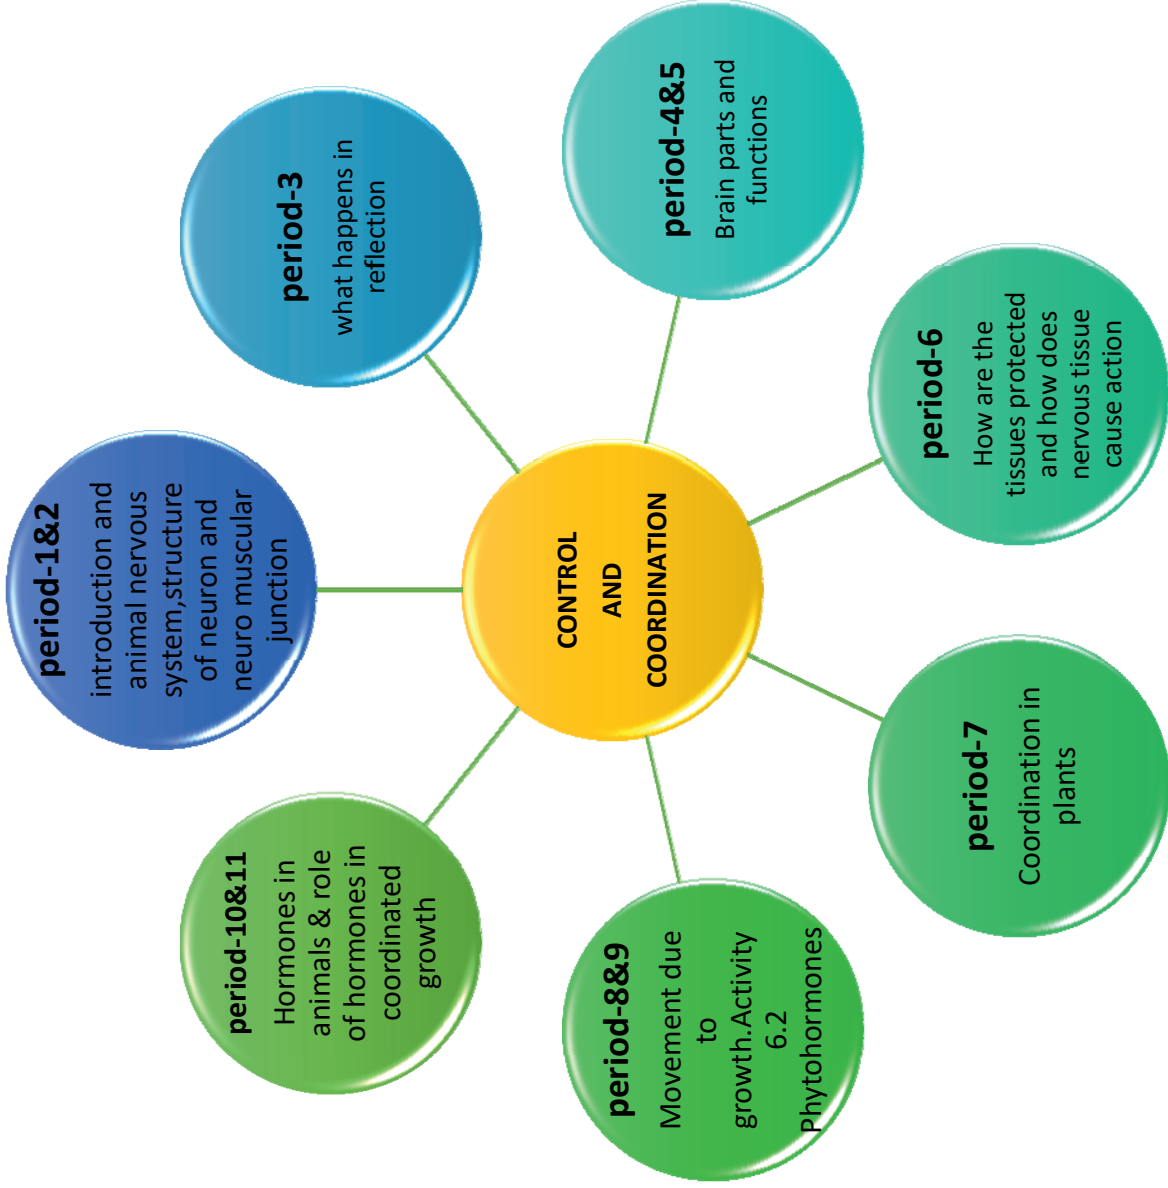 CONTROL
AND
COORDINATION
period-1&2
introduction and
animal nervous
system,structure
of neuron and
neuro muscular
junction
period-3
what happens in
reflection
period-4&5
Brain parts and
functions
period-6
How are the
tissues protected
and how does
nervous tissue
cause action
period-7
Coordination in
plants
period-8&9
Movement due
to
growth.Activity
6.2
Phytohormones
period-10&11
Hormones in
animals & role
of hormones in
coordinated
growth